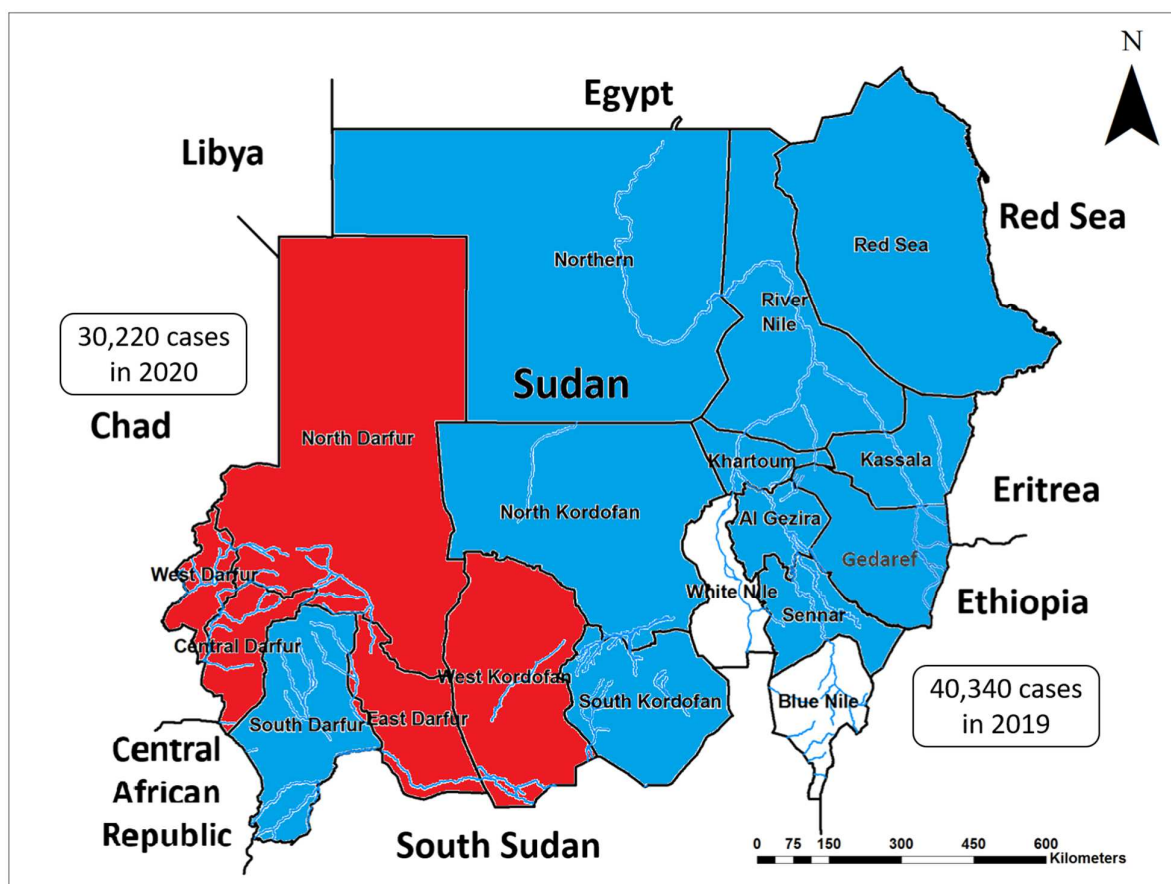 N
Egypt
Libya
Red Sea
Red Sea
Northern
River
Nile
30,220 cases
in 2020
Sudan
Chad
North Darfur
Khartoum
Kassala
Eritrea
North Kordofan
Al Gezira
Gedaref
West Darfur
White Nile
Ethiopia
Sennar
Central Darfur
West Kordofan
South Kordofan
Blue Nile
40,340 cases
in 2019
South Darfur
East Darfur
Central
African
Republic
South Sudan
0 75 150 300 450 600
Kilometers